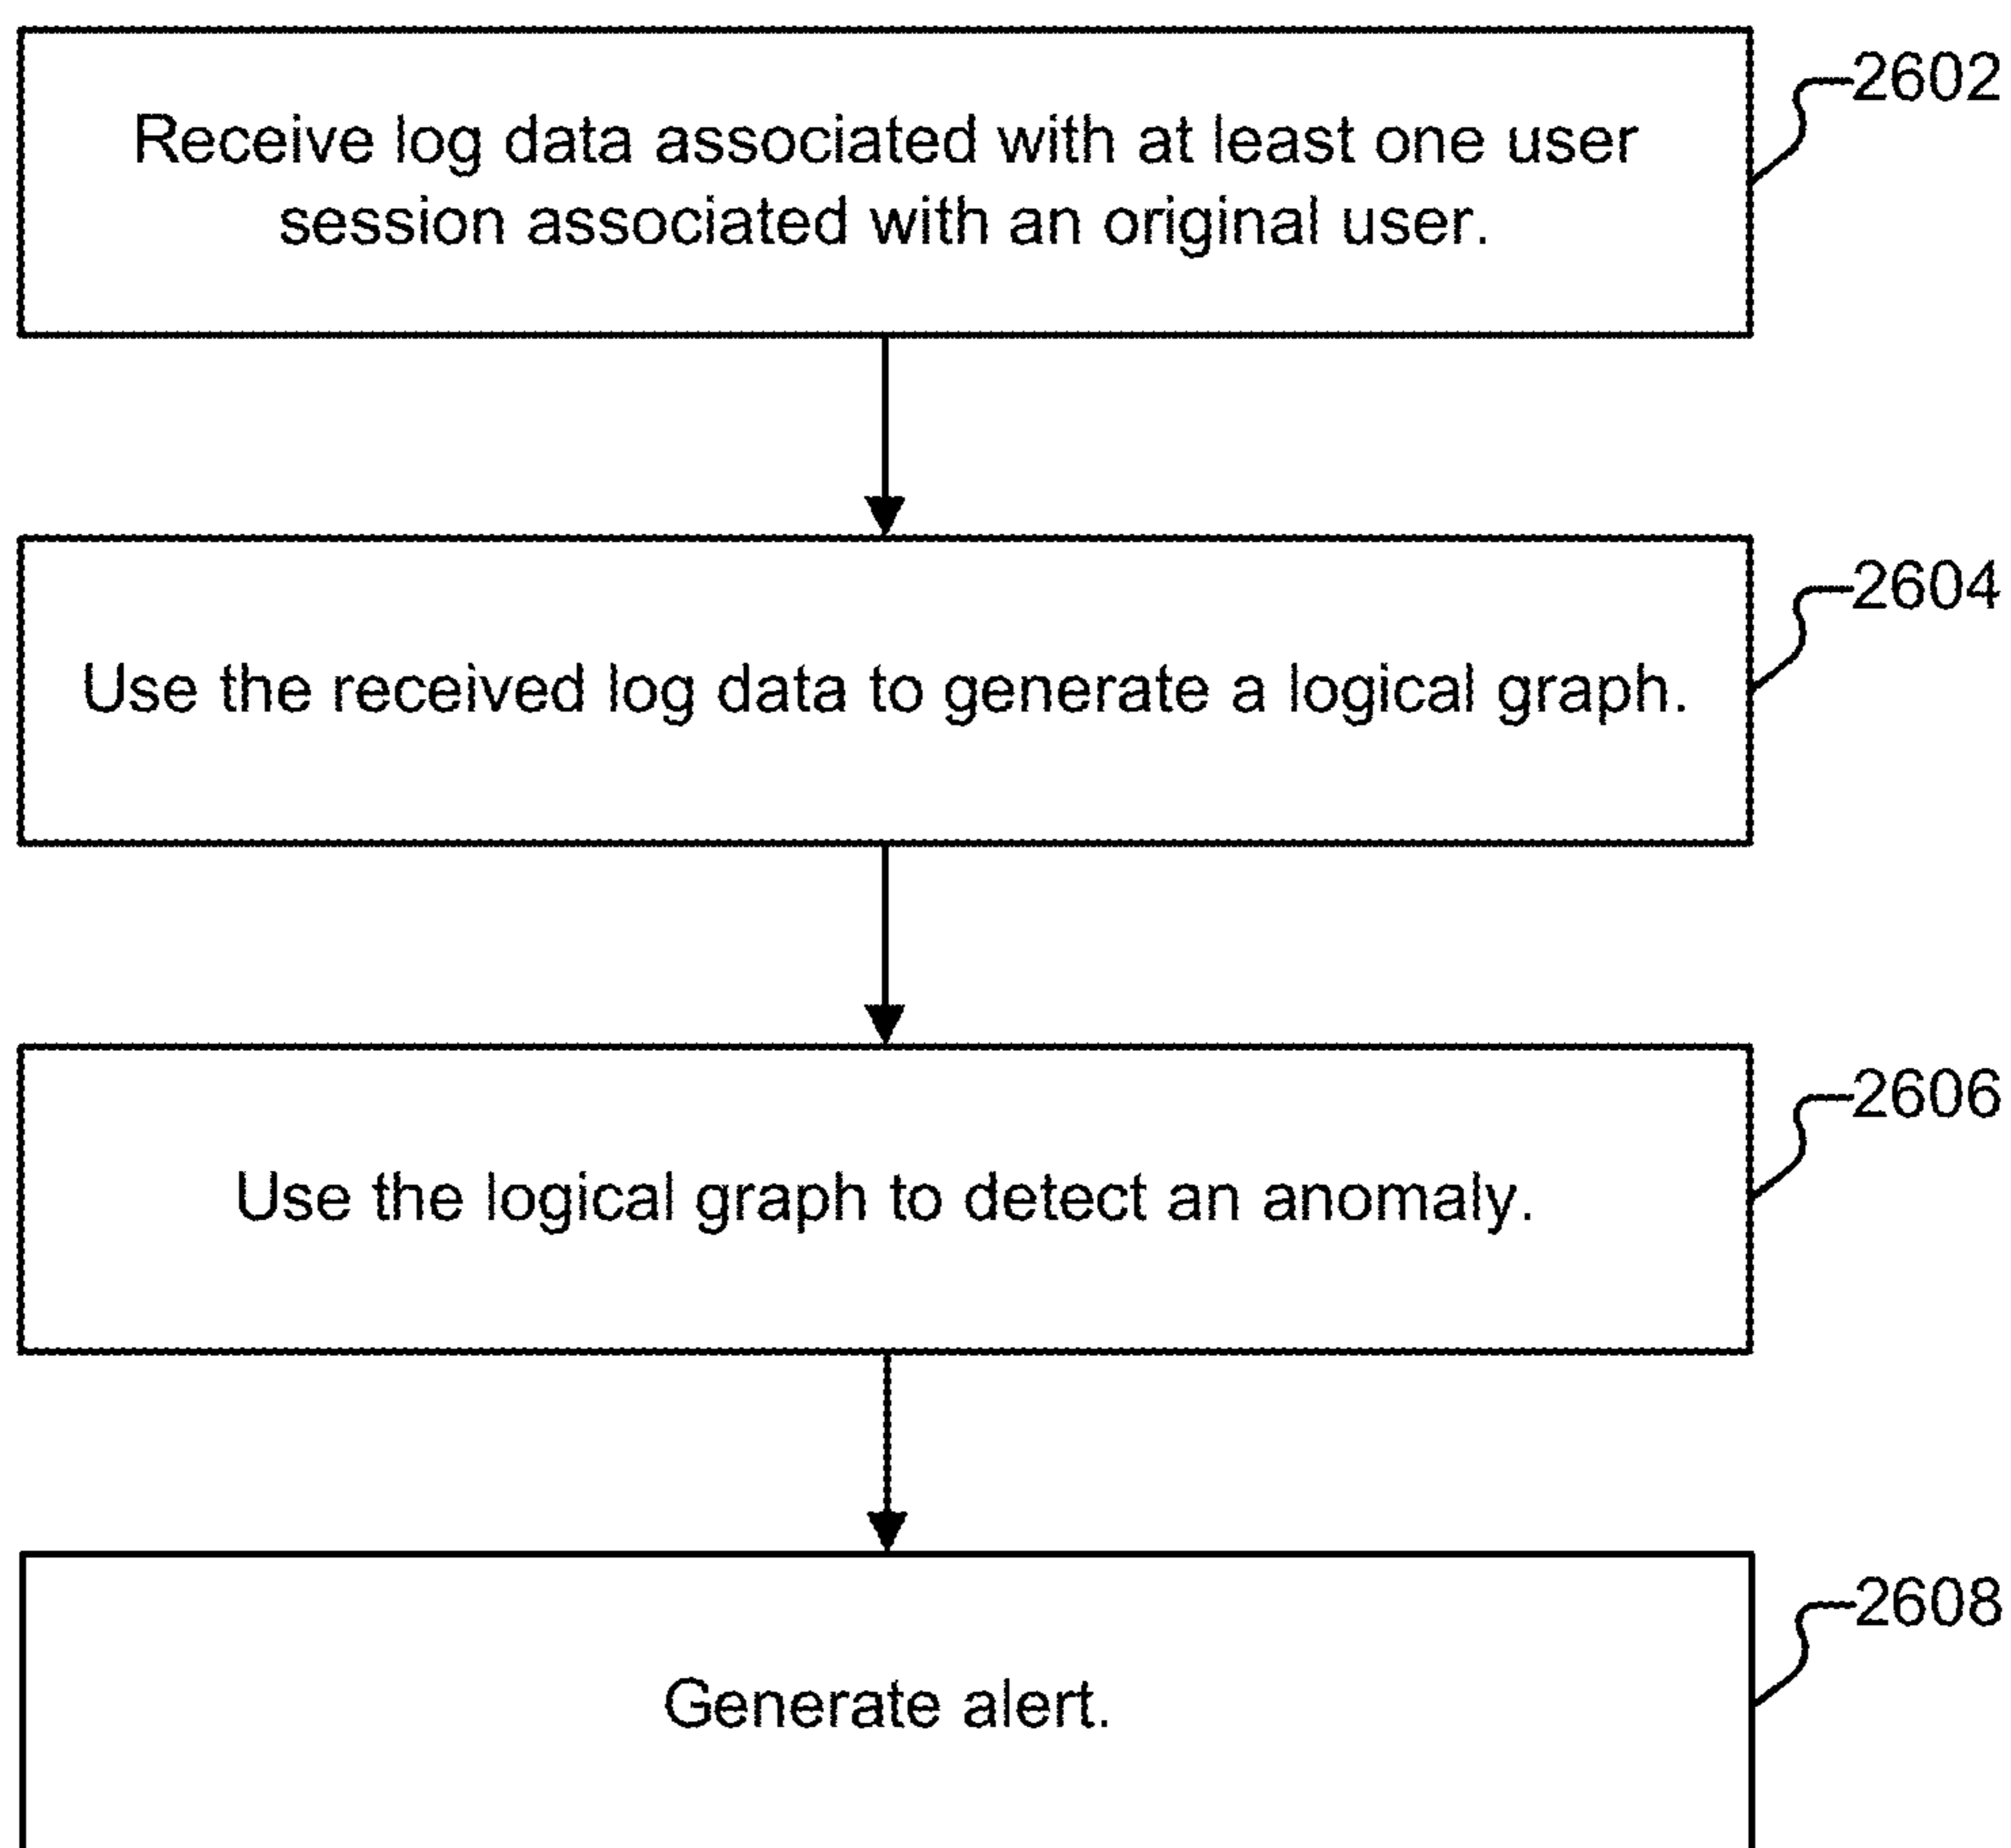 2602
Receive log data associated with at least one user
session associated with an original user.
2604
Use the received log data to generate a logical graph.
2606
Use the logical graph to detect an anomaly.
2608
Generate alert.